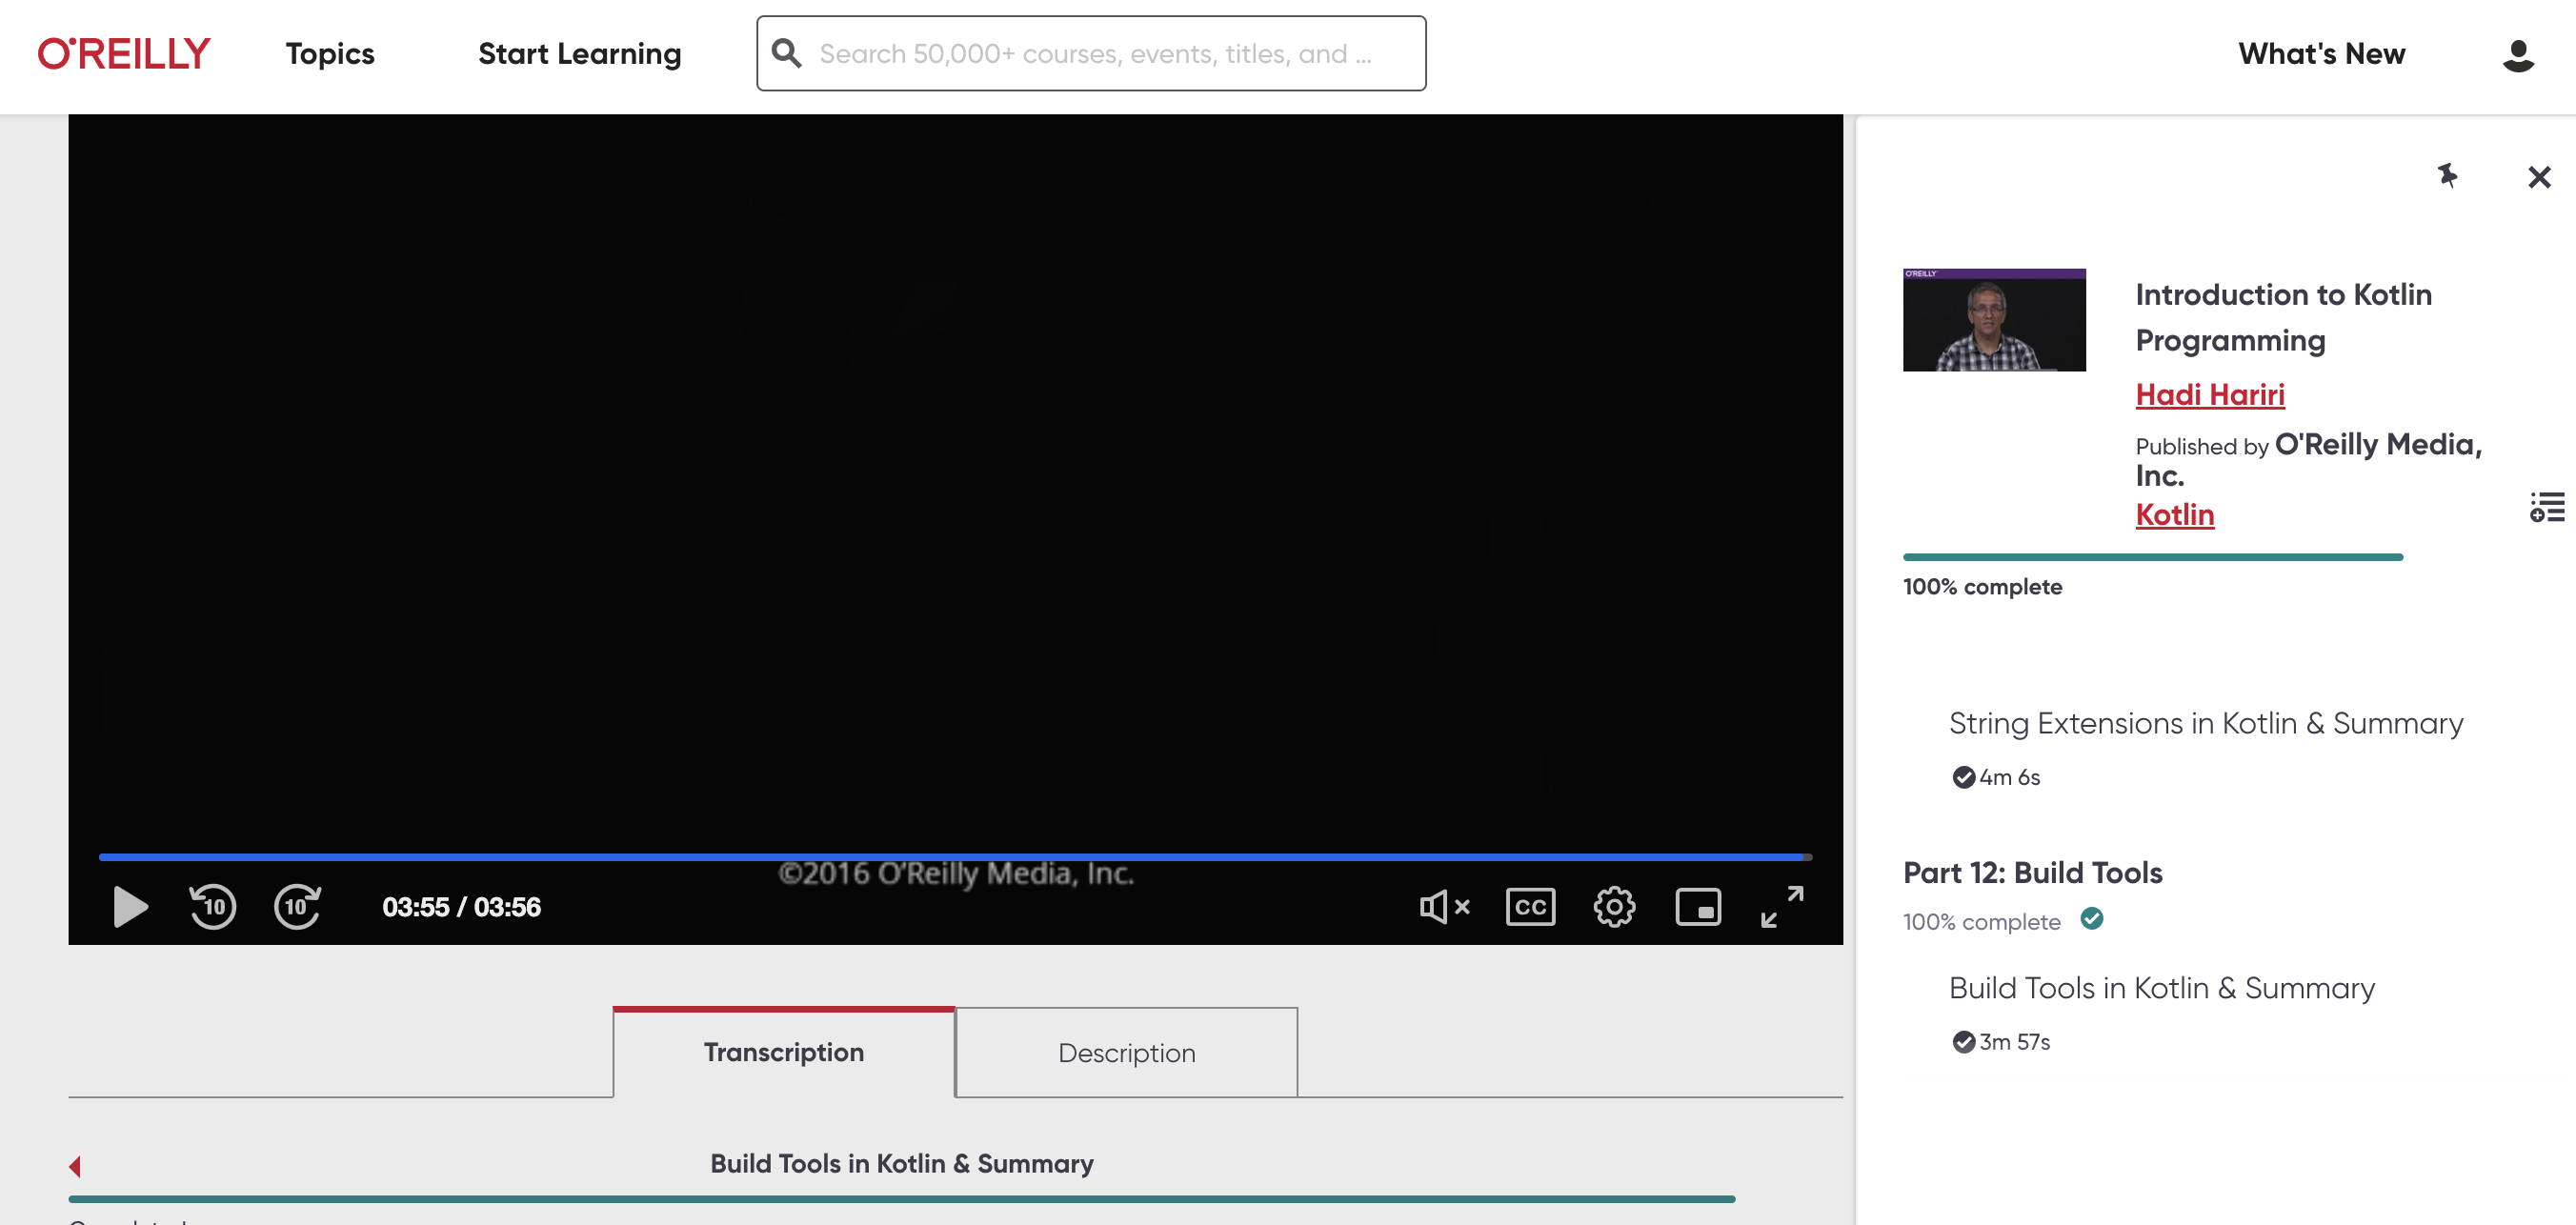 O'REILLY
Topics
Start Learning
Search 50,000+ courses, events, titles, and ...
What's New
©2016 O'Reilly Media, Inc.
10
10
03:55 / 03:56
CC
Transcription
Description
Build Tools in Kotlin & Summary
O'REILLY
Introduction to Kotlin
Programming
Hadi Hariri
Published by O'Reilly Media,
Inc.
Kotlin
100% complete
String Extensions in Kotlin & Summary
4m 6s
Part 12: Build Tools
100% complete
Build Tools in Kotlin & Summary
3m 57s